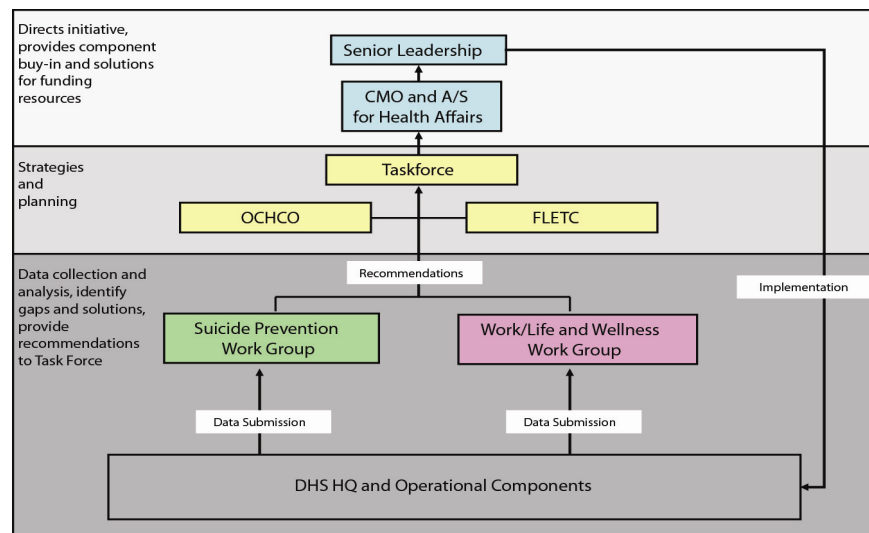 Directs initiative,
provides component
buy-in and solutions
for funding
resources
Senior Leadership
CMO and A/S
for Health Affairs
Strategies
and
planning
Taskforce
OCHCO
FLETC
Data collection and
analysis, identify
gaps and solutions,
provide
recommendations
to Task Force
Recommendations
Implementation
Suicide Prevention
Work Group
Work/Life and Wellness
Work Group
Data Submission
Data Submission
DHS HQ and Operational Components